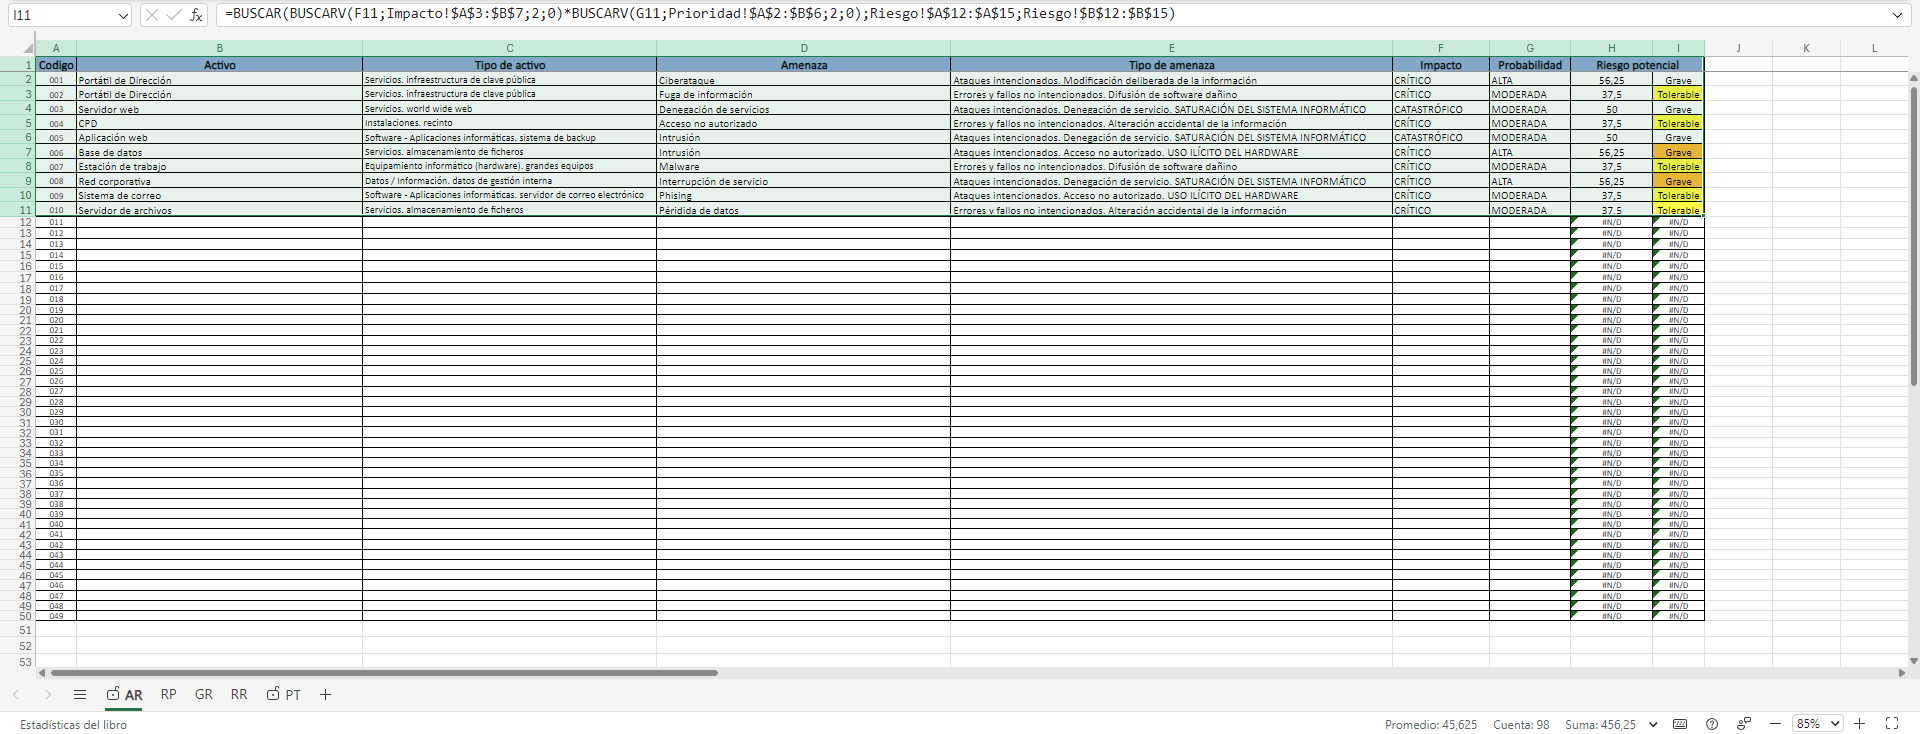 I11 fx =BUSCAR(BUSCARV(F11;Impacto!$A$3:$B$7;2;0)*BUSCARV(G11;Prioridad!$A$2:$B$6;2;0);Riesgo!$A$12:$A$15;Riesgo!$B$12:$B$15)
A B C D E F G H I J K L
1 Codigo Activo Tipo de activo Amenaza Tipo de amenaza Impacto Probabilidad Riesgo potencial
2 001 Portátil de Dirección Servicios. infraestructura de clave pública Ciberataque Ataques intencionados. Modificación deliberada de la información CRÍTICO ALTA 56,25 Grave
3 002 Portátil de Dirección Servicios. infraestructura de clave pública Fuga de información Errores y fallos no intencionados. Difusión de software dañino CRÍTICO MODERADA 37,5 Tolerable
4 003 Servidor web Servicios. world wide web Denegación de servicios Ataques intencionados. Denegación de servicio. SATURACIÓN DEL SISTEMA INFORMÁTICO CATASTRÓFICO MODERADA 50 Grave
5 004 CPD Instalaciones. recinto Acceso no autorizado Errores y fallos no intencionados. Alteración accidental de la información CRÍTICO MODERADA 37,5 Tolerable
6 005 Aplicación web Software - Aplicaciones informáticas. sistema de backup Intrusión Ataques intencionados. Denegación de servicio. SATURACIÓN DEL SISTEMA INFORMÁTICO CATASTRÓFICO MODERADA 50 Grave
7 006 Base de datos Servicios. almacenamiento de ficheros Intrusión Ataques intencionados. Acceso no autorizado. USO ILÍCITO DEL HARDWARE CRÍTICO ALTA 56,25 Grave
8 007 Estación de trabajo Equipamiento informático (hardware). grandes equipos Malware Errores y fallos no intencionados. Difusión de software dañino CRÍTICO MODERADA 37,5 Tolerable
9 008 Red corporativa Datos / Información. datos de gestión interna Interrupción de servicio Ataques intencionados. Denegación de servicio. SATURACIÓN DEL SISTEMA INFORMÁTICO CRÍTICO ALTA 56,25 Grave
10 009 Sistema de correo Software - Aplicaciones informáticas. servidor de correo electrónico Phising Ataques intencionados. Acceso no autorizado. USO ILÍCITO DEL HARDWARE CRÍTICO MODERADA 37,5 Tolerable
11 010 Servidor de archivos Servicios. almacenamiento de ficheros Péridida de datos Errores y fallos no intencionados. Alteración accidental de la información CRÍTICO MODERADA 37,5 Tolerable
12 011 #N/D #N/D
13 012 #N/D #N/D
14 013 #N/D #N/D
15 014 #N/D #N/D
16 015 #N/D #N/D
17 016 #N/D #N/D
18 017 #N/D #N/D
19 018 #N/D #N/D
20 019 #N/D #N/D
21 020 #N/D #N/D
22 021 #N/D #N/D
23 022 #N/D #N/D
24 023 #N/D #N/D
25 024 #N/D #N/D
26 025 #N/D #N/D
27 026 #N/D #N/D
28 027 #N/D #N/D
29 028 #N/D #N/D
30 029 #N/D #N/D
31 030 #N/D #N/D
32 031 #N/D #N/D
33 032 #N/D #N/D
34 033 #N/D #N/D
35 034 #N/D #N/D
36 035 #N/D #N/D
37 036 #N/D #N/D
38 037 #N/D #N/D
39 038 #N/D #N/D
40 039 #N/D #N/D
41 040 #N/D #N/D
42 041 #N/D #N/D
43 042 #N/D #N/D
44 043 #N/D #N/D
45 044 #N/D #N/D
46 045 #N/D #N/D
47 046 #N/D #N/D
48 047 #N/D #N/D
49 048 #N/D #N/D
50 049 #N/D #N/D
51
52
53
AR RP GR RR PT
Estadísticas del libro Promedio: 45,625 Cuenta: 98 Suma: 456,25 85%